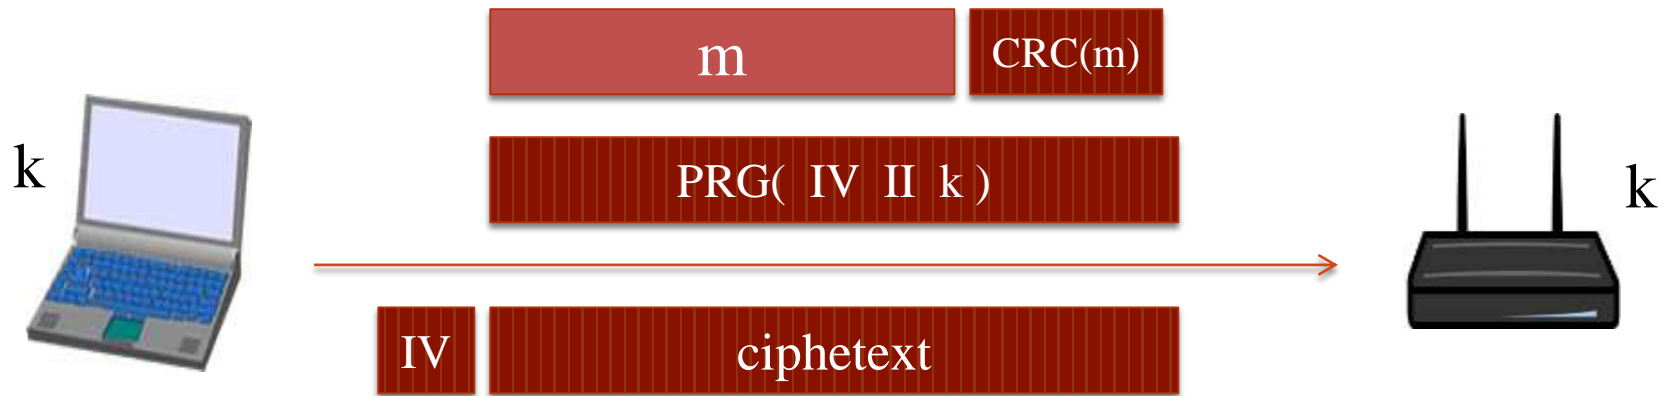 m CRC(m)
k PRG( IV II k ) k
IV ciphetext